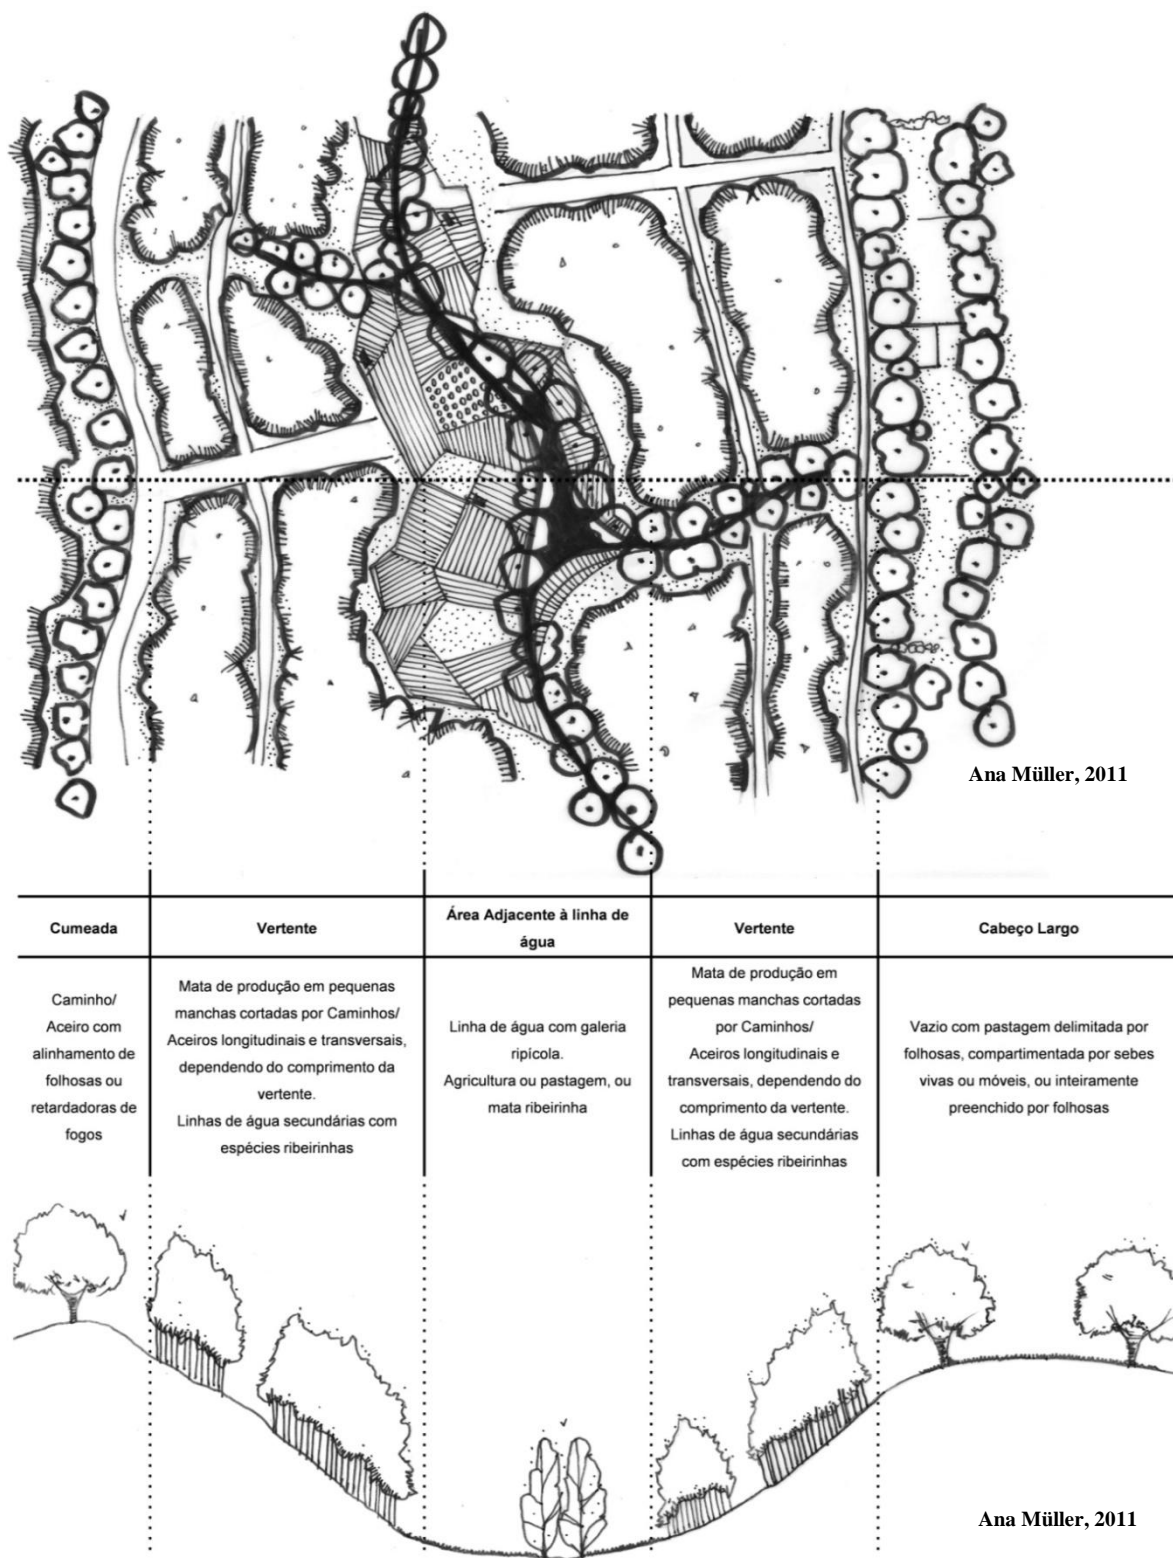 Ana Müller, 2011
Cumeada
Vertente
Área Adjacente à linha de
água
Vertente
Cabeço Largo
Caminho/
Aceiro com
alinhamento de
folhosas ou
retardadoras de
fogos
Mata de produção em pequenas
manchas cortadas por Caminhos/
Aceiros longitudinais e transversais,
dependendo do comprimento da
vertente.
Linhas de água secundárias com
espécies ribeirinhas
Linha de água com galeria
ripícola.
Agricultura ou pastagem, ou
mata ribeirinha
Mata de produção em
pequenas manchas cortadas
por Caminhos/
Aceiros longitudinais e
transversais, dependendo do
comprimento da vertente.
Linhas de água secundárias
com espécies ribeirinhas
Vazio com pastagem delimitada por
folhosas, compartimentada por sebes
vivas ou móveis, ou inteiramente
preenchido por folhosas
Ana Müller, 2011